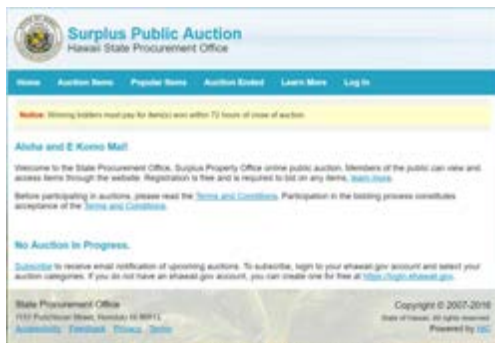 Surplus Public Auction
Hawaii State Procurement Office
Home Auction Items Popular Items Auction Ended Learn More Log In
Notice: Winning bidders must pay for item(s) won within 72 hours of close of auction.
Aloha and E Komo Mai!
Welcome to the State Procurement Office, Surplus Property Office online public auction. Members of the public can view and
access items through the website. Registration is free and is required to bid on any items, learn more.
Before participating in auctions, please read the Terms and Conditions. Participation in the bidding process constitutes
acceptance of the Terms and Conditions.
No Auction In Progress.
Subscribe to receive email notification of upcoming auctions. To subscribe, login to your ehawaii.gov account and select your
auction categories. If you do not have an ehawaii.gov account, you can create one for free at https://login.ehawaii.gov.
State Procurement Office
Copyright © 2007-2016
1151 Punchbowl Street, Honolulu HI 96813
State of Hawaii. All rights reserved.
Accessibility Feedback Privacy Terms
Powered by HIC